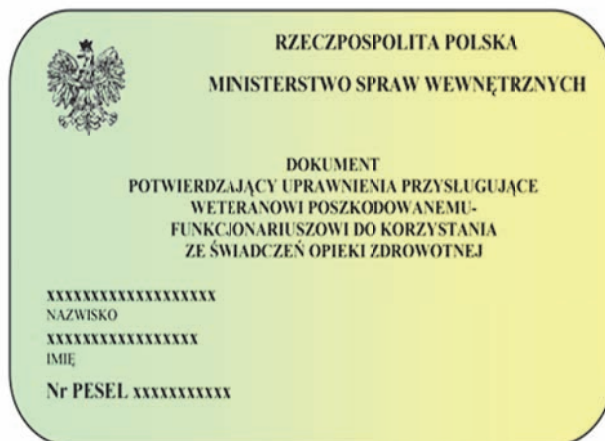 RZECZPOSPOLITA POLSKA
MINISTERSTWO SPRAW WEWNĘTRZNYCH
DOKUMENT
POTWIERDZAJĄCY UPRAWNIENIA PRZYSŁUGUJĄCE
WETERANOWI POSZKODOWANEMU-
FUNKCJONARIUSZOWI DO KORZYSTANIA
ZE ŚWIADCZEŃ OPIEKI ZDROWOTNEJ
xxxxxxxxxxxxxxxxxxx
NAZWISKO
xxxxxxxxxxxxxxxxx
IMIĘ
Nr PESEL xxxxxxxxxxx